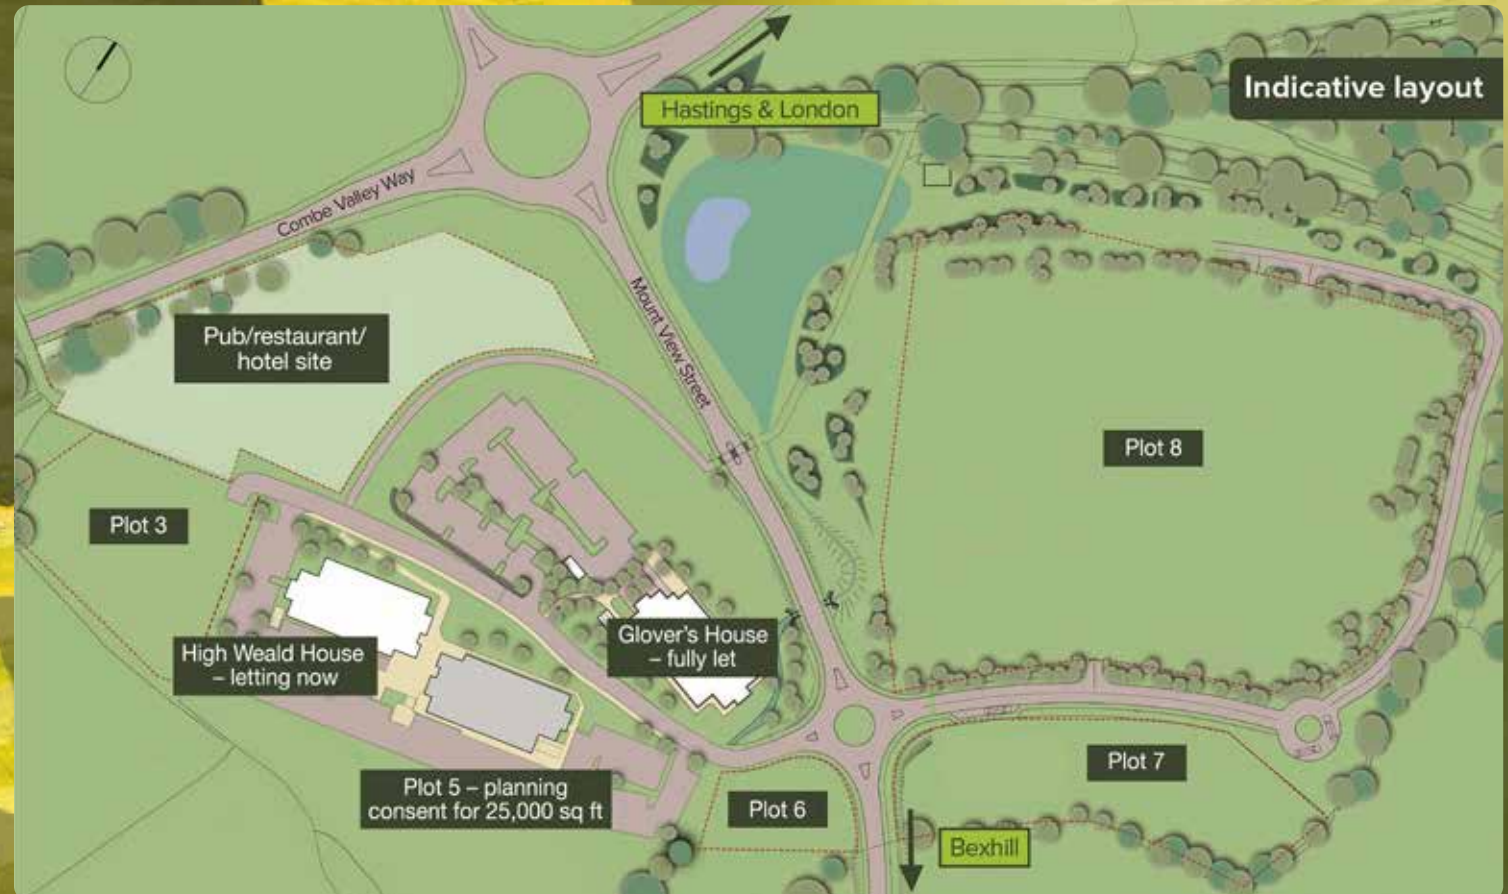 Indicative layout
Hastings & London
Combe Valley Way
Mount View Street
Pub/restaurant/
hotel site
Plot 8
Plot 3
High Weald House
– letting now
Glover’s House
– fully let
Plot 5 – planning
consent for 25,000 sq ft
Plot 6
Plot 7
Bexhill